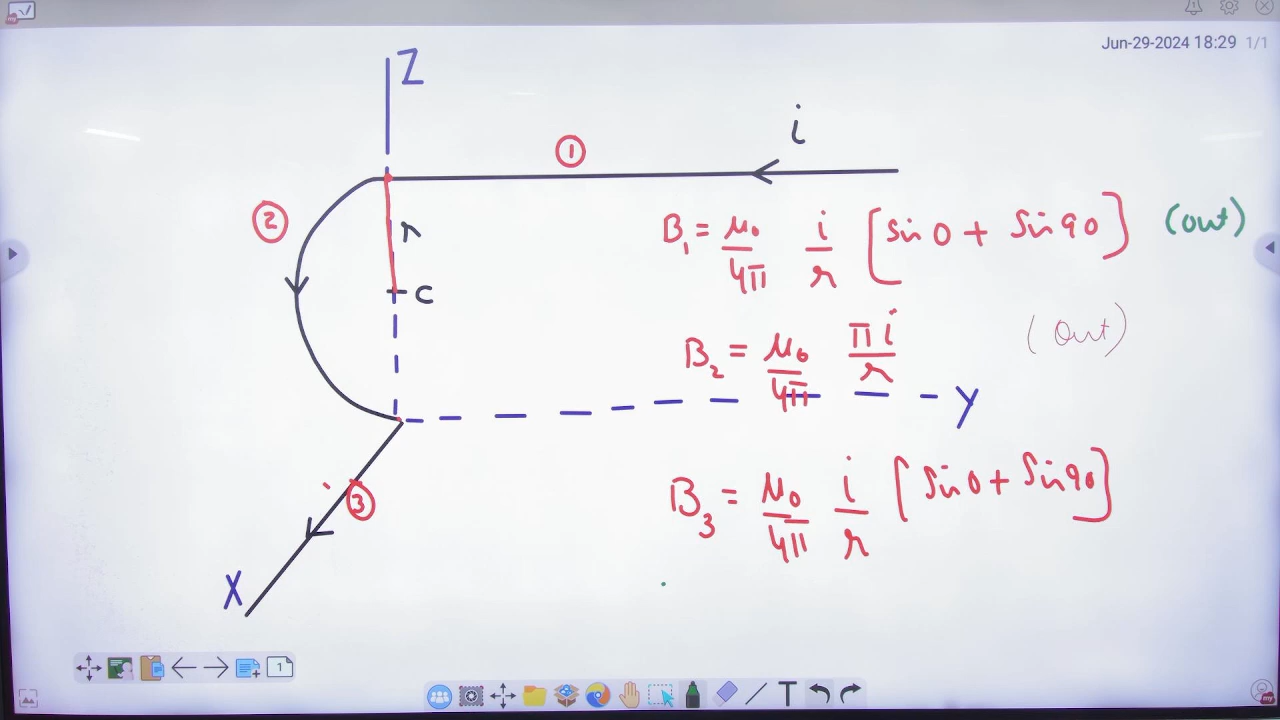 Jun-29-2024 18:29 1/1
Z
i
①
②
r
B₁ = μ₀/4π i/r [sin 0 + sin 90] (out)
c
B₂ = μ₀/4π πi/r (out)
Y
B₃ = μ₀/4π i/r [sin 0 + sin 90]
③
X
1
T